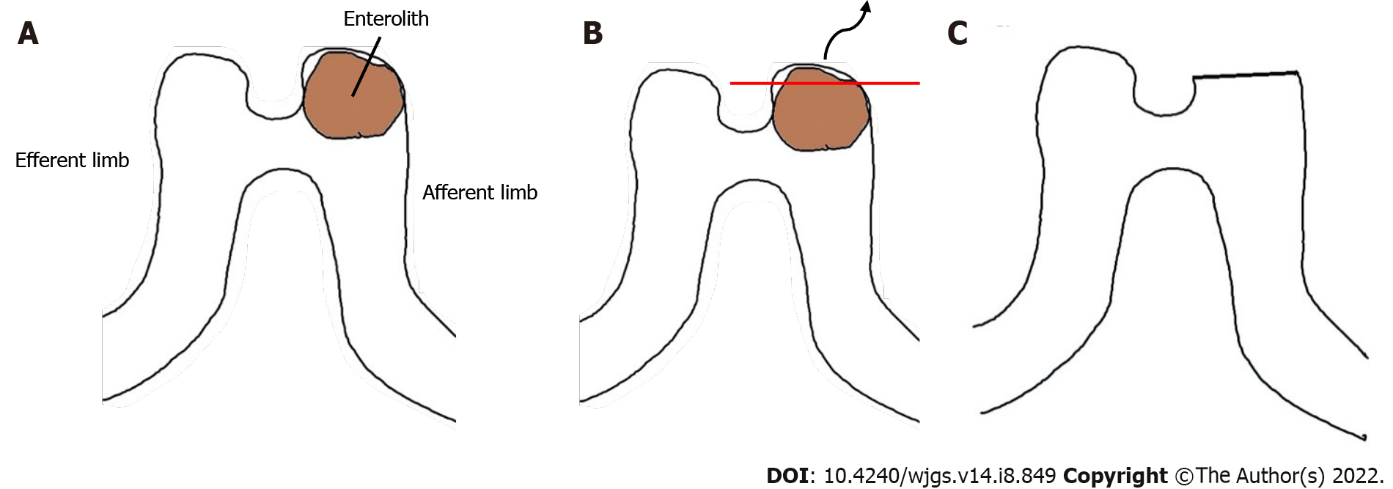 A
Enterolith
Efferent limb
Afferent limb
B
C
DOI: 10.4240/wjgs.v14.i8.849 Copyright ©The Author(s) 2022.